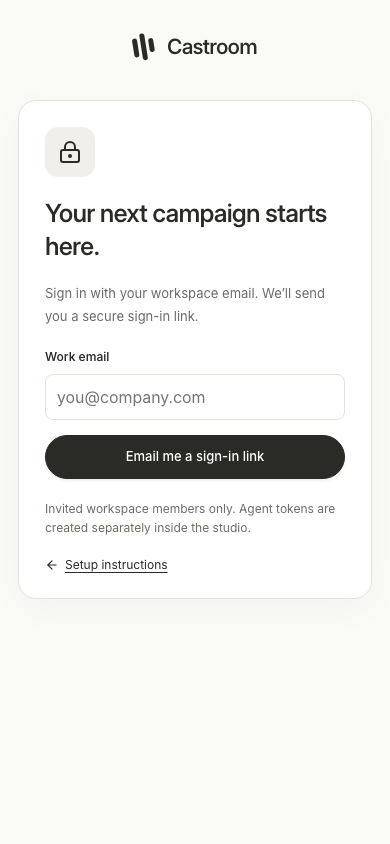 Castroom
Your next campaign starts
here.
Sign in with your workspace email. We’ll send
you a secure sign-in link.
Work email
you@company.com
Email me a sign-in link
Invited workspace members only. Agent tokens are
created separately inside the studio.
← Setup instructions